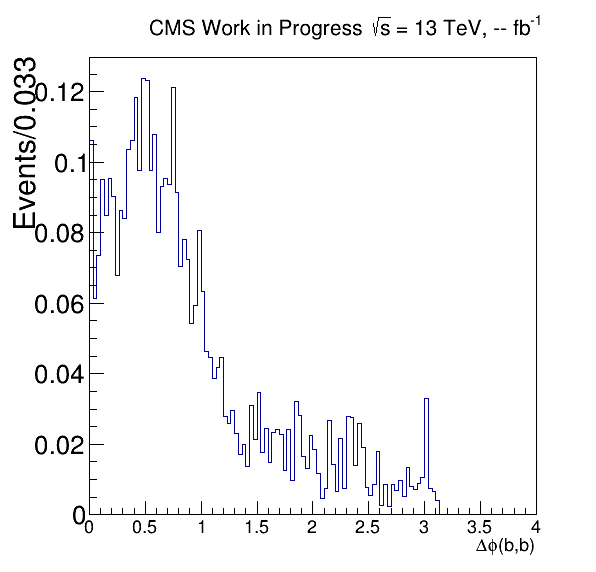 CMS Work in Progress √s = 13 TeV, -- fb⁻¹
Events/0.033
0.12
0.1
0.08
0.06
0.04
0.02
0
0 0.5 1 1.5 2 2.5 3 3.5 4
Δϕ(b,b)